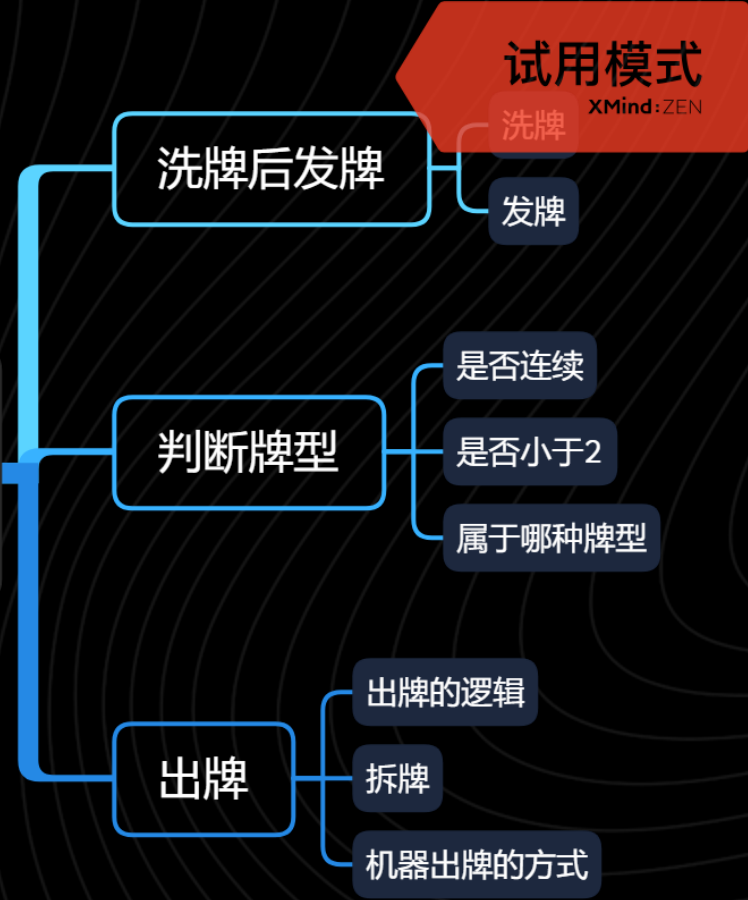 试用模式
XMind:ZEN
洗牌后发牌
洗牌
发牌
判断牌型
是否连续
是否小于2
属于哪种牌型
出牌
出牌的逻辑
拆牌
机器出牌的方式